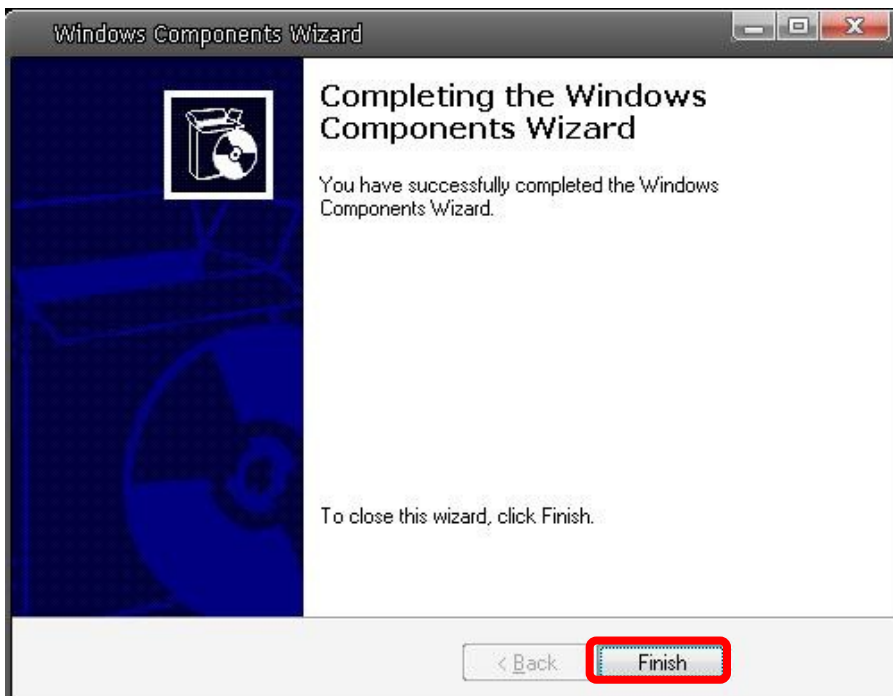 Windows Components Wizard
Completing the Windows
Components Wizard
You have successfully completed the Windows
Components Wizard.
To close this wizard, click Finish.
< Back
Finish